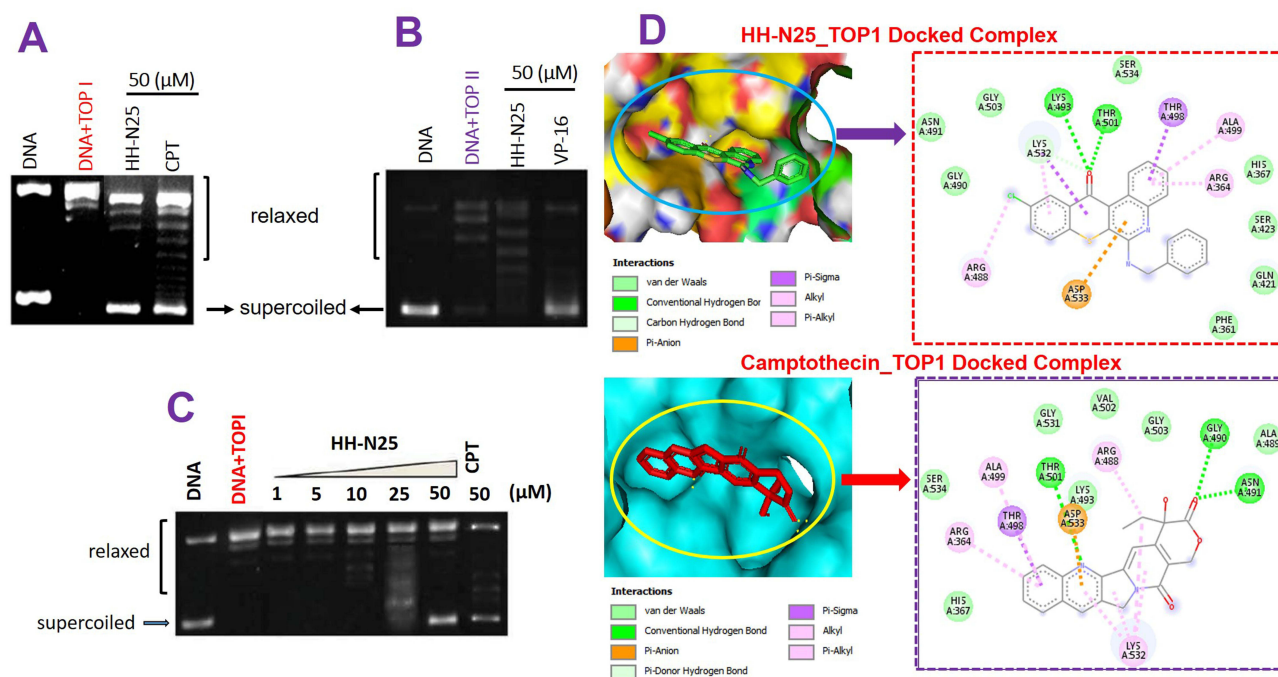 A
50 (μM)
DNA
DNA+TOP I
HH-N25
CPT
relaxed
supercoiled
B
50 (μM)
DNA
DNA+TOP II
HH-N25
VP-16
C
HH-N25
DNA
DNA+TOPI
1 5 10 25 50
CPT
50
(μM)
relaxed
supercoiled
D
HH-N25_TOP1 Docked Complex
Interactions
van der Waals
Conventional Hydrogen Bor
Carbon Hydrogen Bond
Pi-Anion
Pi-Sigma
Alkyl
Pi-Alkyl
SER
A:534
GLY
A:503
LYS
A:493
THR
A:501
THR
A:498
ALA
A:499
ASN
A:491
LYS
A:532
HIS
A:367
GLY
A:490
ARG
A:364
O
SER
A:423
Cl
S
N
N
ARG
A:488
ASP
A:533
GLN
A:421
PHE
A:361
Camptothecin_TOP1 Docked Complex
Interactions
van der Waals
Conventional Hydrogen Bond
Pi-Anion
Pi-Donor Hydrogen Bond
Pi-Sigma
Alkyl
Pi-Alkyl
GLY
A:531
VAL
A:502
GLY
A:503
GLY
A:490
ALA
A:489
ARG
A:488
SER
A:534
ALA
A:499
THR
A:501
LYS
A:493
ASN
A:491
THR
A:498
ASP
A:533
ARG
A:364
HIS
A:367
LYS
A:532
O
O
O
N
N
O